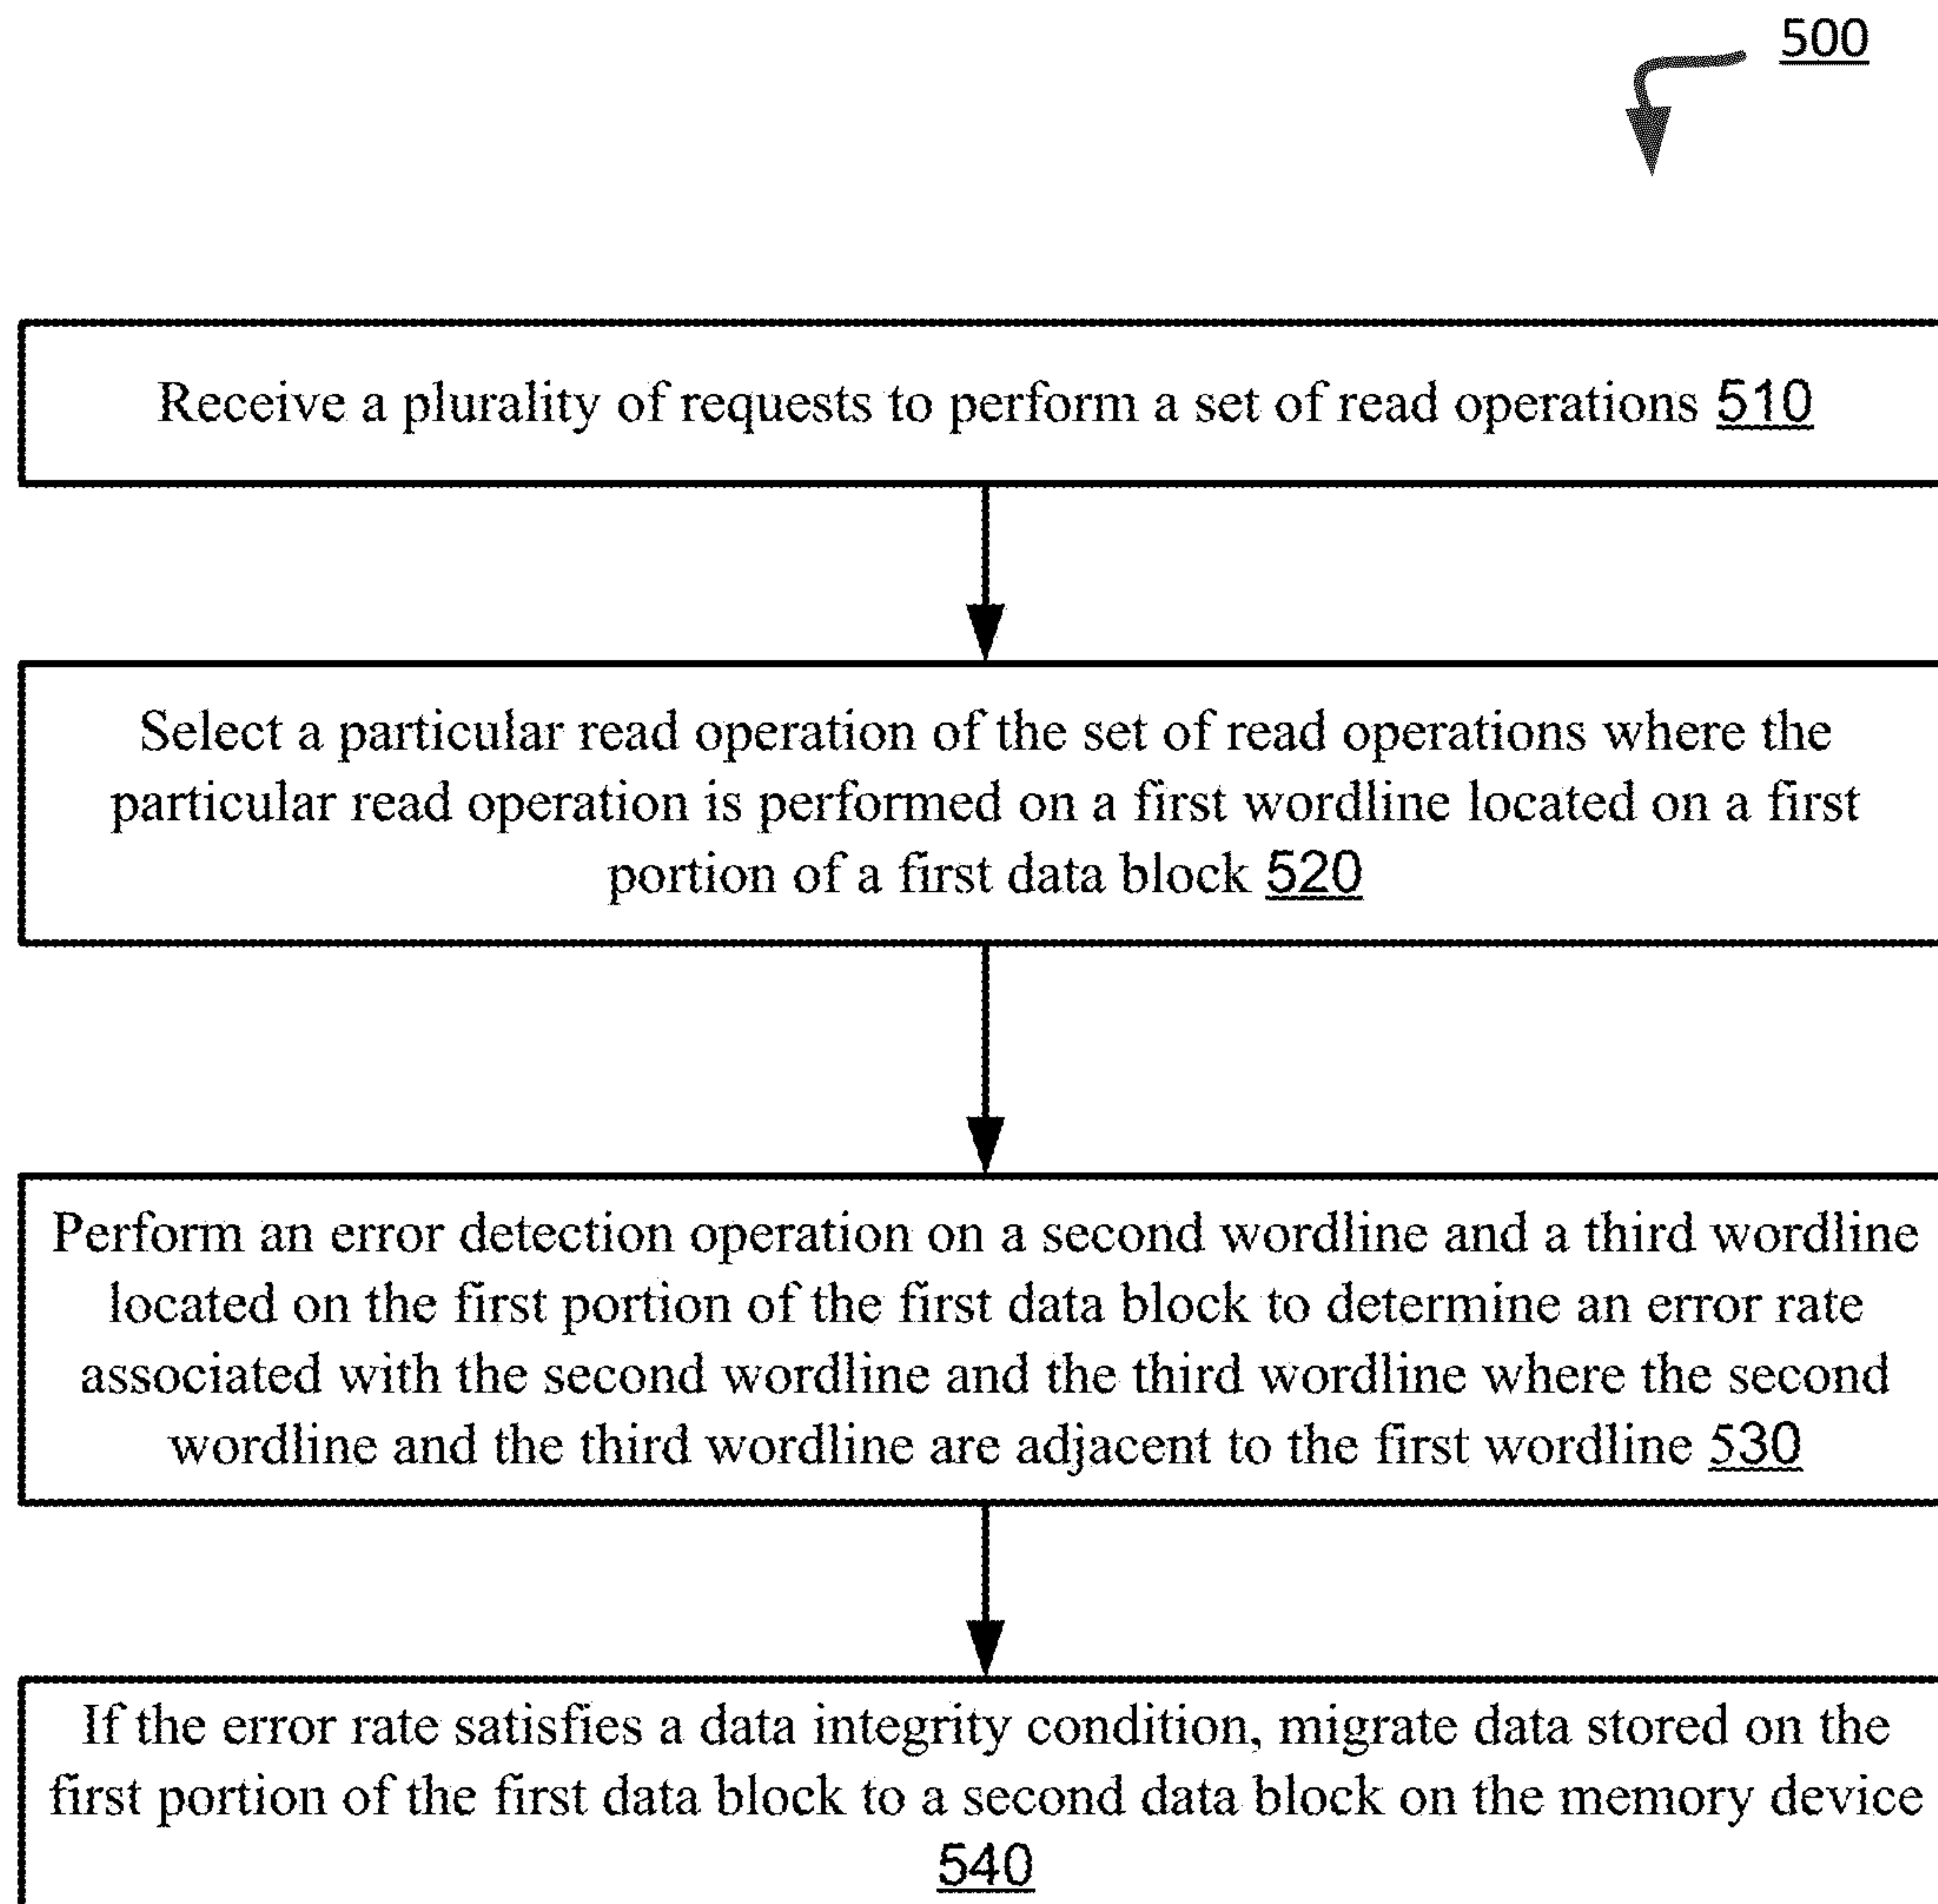 500
Receive a plurality of requests to perform a set of read operations 510
Select a particular read operation of the set of read operations where the
particular read operation is performed on a first wordline located on a first
portion of a first data block 520
Perform an error detection operation on a second wordline and a third wordline
located on the first portion of the first data block to determine an error rate
associated with the second wordline and the third wordline where the second
wordline and the third wordline are adjacent to the first wordline 530
If the error rate satisfies a data integrity condition, migrate data stored on the
first portion of the first data block to a second data block on the memory device
540